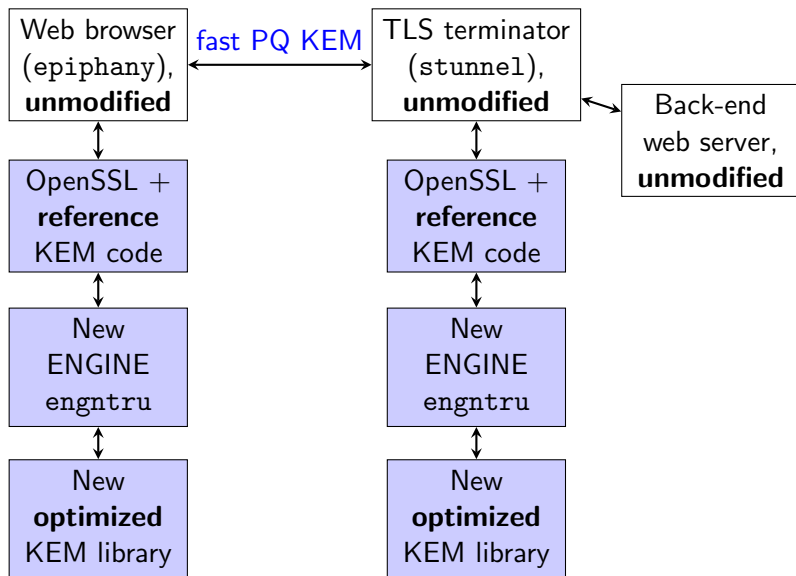 Web browser
(epiphany),
unmodified
fast PQ KEM
TLS terminator
(stunnel),
unmodified
Back-end
web server,
unmodified
OpenSSL +
reference
KEM code
OpenSSL +
reference
KEM code
New
ENGINE
engntru
New
ENGINE
engntru
New
optimized
KEM library
New
optimized
KEM library